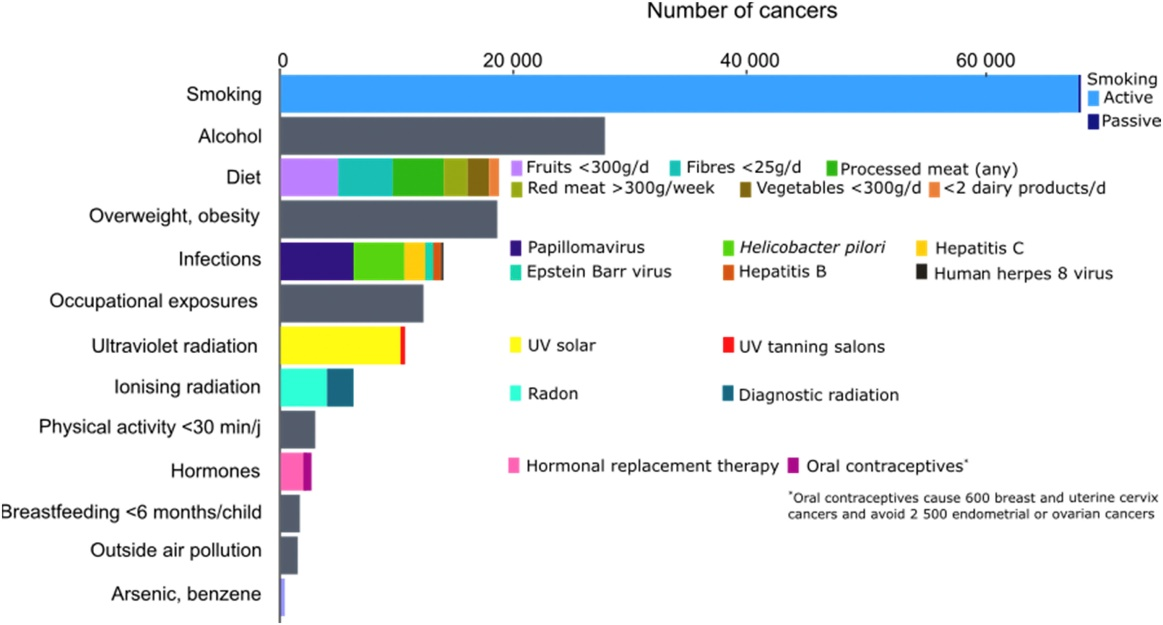 Number of cancers
0 20 000 40 000 60 000
Smoking
Smoking
Active
Passive
Alcohol
Diet
Fruits <300g/d Fibres <25g/d Processed meat (any)
Red meat >300g/week Vegetables <300g/d <2 dairy products/d
Overweight, obesity
Infections
Papillomavirus Helicobacter pilori Hepatitis C
Epstein Barr virus Hepatitis B Human herpes 8 virus
Occupational exposures
Ultraviolet radiation
UV solar UV tanning salons
Ionising radiation
Radon Diagnostic radiation
Physical activity <30 min/j
Hormones
Hormonal replacement therapy Oral contraceptives*
*Oral contraceptives cause 600 breast and uterine cervix
cancers and avoid 2 500 endometrial or ovarian cancers
Breastfeeding <6 months/child
Outside air pollution
Arsenic, benzene